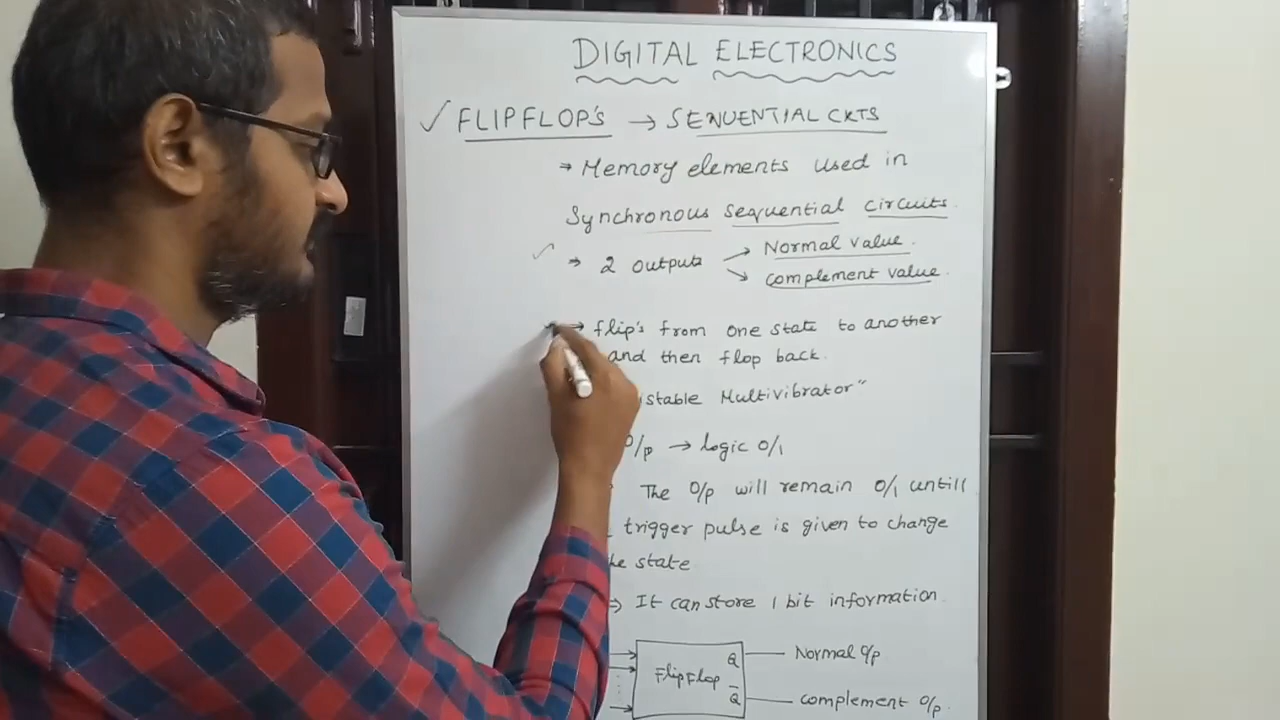 DIGITAL ELECTRONICS
✓ FLIPFLOP's → SEQUENTIAL CKTS
→ Memory elements used in
Synchronous sequential circuits
✓ → 2 outputs → Normal value.
→ complement value.
→ flip's from one state to another
and then flop back.
stable Multivibrator"
O/p → logic 0/1
The O/p will remain 0/1 untill
trigger pulse is given to change
the state
⇒ It can store 1 bit information
FlipFlop Q Normal O/p
Q̅ complement O/p.